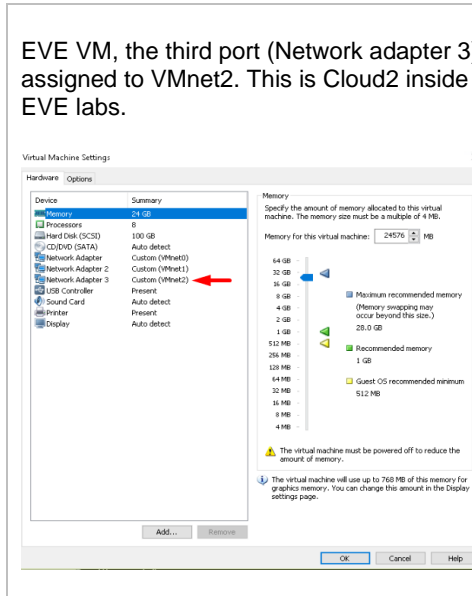 EVE VM, the third port (Network adapter 3)
assigned to VMnet2. This is Cloud2 inside
EVE labs.
Virtual Machine Settings
Hardware Options
Device Summary
Memory 24 GB
Processors 8
Hard Disk (SCSI) 100 GB
CD/DVD (SATA) Auto detect
Network Adapter Custom (VMnet0)
Network Adapter 2 Custom (VMnet1)
Network Adapter 3 Custom (VMnet2)
USB Controller Present
Sound Card Auto detect
Printer Present
Display Auto detect
Add... Remove
Memory
Specify the amount of memory allocated to this virtual
machine. The memory size must be a multiple of 4 MB.
Memory for this virtual machine: 24576 MB
64 GB
32 GB
16 GB
8 GB
4 GB
2 GB
1 GB
512 MB
256 MB
128 MB
64 MB
32 MB
16 MB
8 MB
4 MB
Maximum recommended memory
(Memory swapping may
occur beyond this size.)
28.0 GB
Recommended memory
1 GB
Guest OS recommended minimum
512 MB
The virtual machine must be powered off to reduce the
amount of memory.
The virtual machine will use up to 768 MB of this memory for
graphics memory. You can change this amount in the Display
settings page.
OK Cancel Help